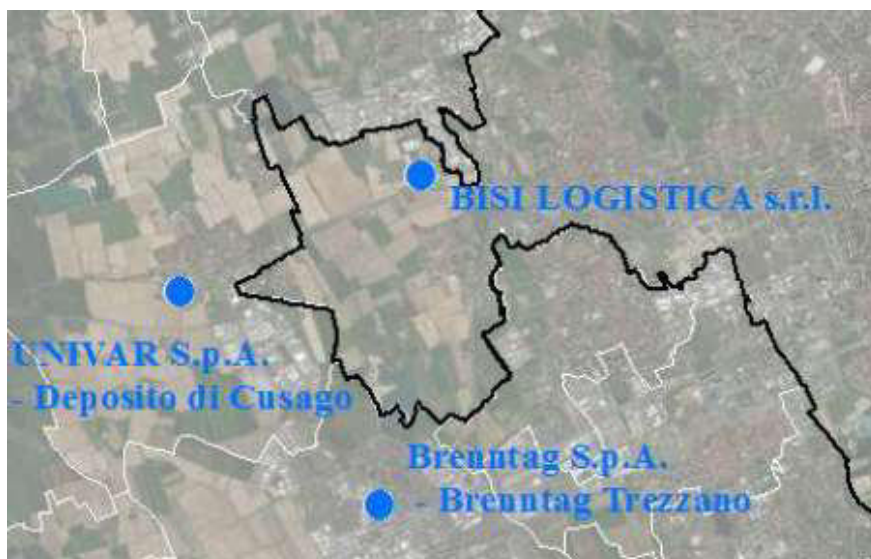 BISI LOGISTICA s.r.l.
UNIVAR S.p.A.
- Deposito di Cusago
Brenntag S.p.A.
- Brenntag Trezzano